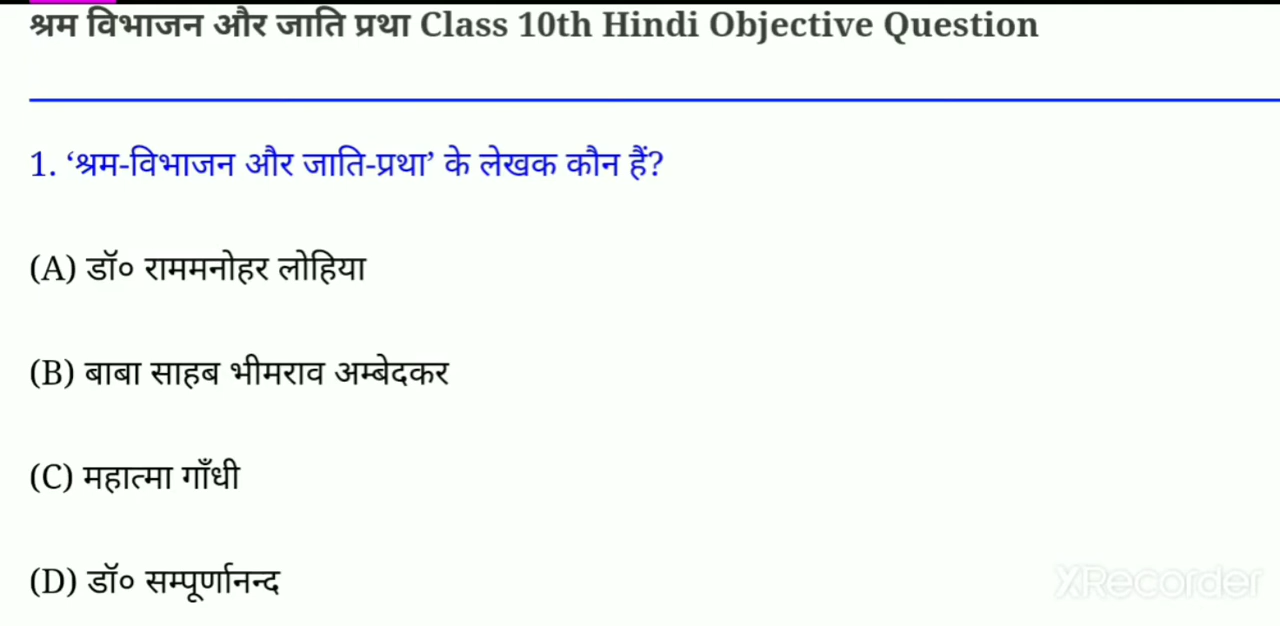 श्रम विभाजन और जाति प्रथा Class 10th Hindi Objective Question
1. ‘श्रम-विभाजन और जाति-प्रथा’ के लेखक कौन हैं?
(A) डॉ० राममनोहर लोहिया
(B) बाबा साहब भीमराव अम्बेदकर
(C) महात्मा गाँधी
(D) डॉ० सम्पूर्णानन्द
XRecorder